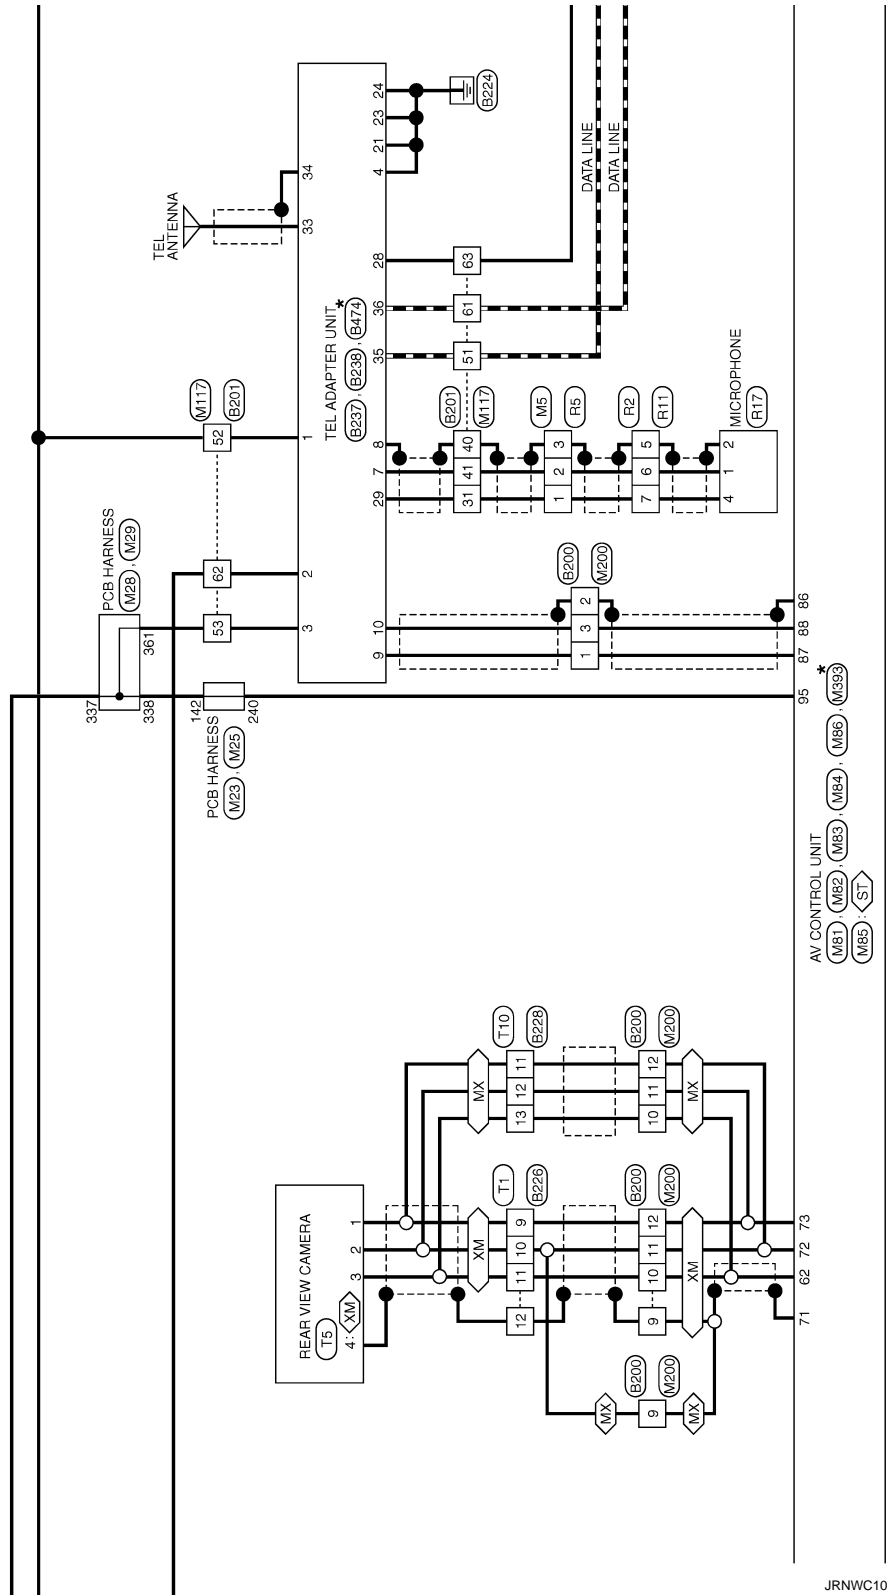 TEL
ANTENNA
33
34
24
23
21
4
B224
28
36
35
TEL ADAPTER UNIT
B237 , B238 , B474 *
63
61
51
DATA LINE
DATA LINE
M117
B201
52
62
53
1
2
3
PCB HARNESS
M28 , M29
337
338
361
PCB HARNESS
M23 , M25
142
240
8
7
29
B201
M117
40
41
31
M5
R5
3
2
1
R2
R11
5
6
7
MICROPHONE
R17
2
1
4
10
9
B200
M200
2
3
1
86
88
87
95
AV CONTROL UNIT
M81 , M82 , M83 , M84 , M86 , M393 *
M85 : ST
REAR VIEW CAMERA
T5
4 : XM
1
2
3
MX
T10
B228
11
12
13
B200
M200
12
11
10
MX
XM
T1
B226
9
10
11
12
B200
M200
12
11
10
9
XM
MX
B200
M200
9
MX
73
72
62
71
JRNWC10